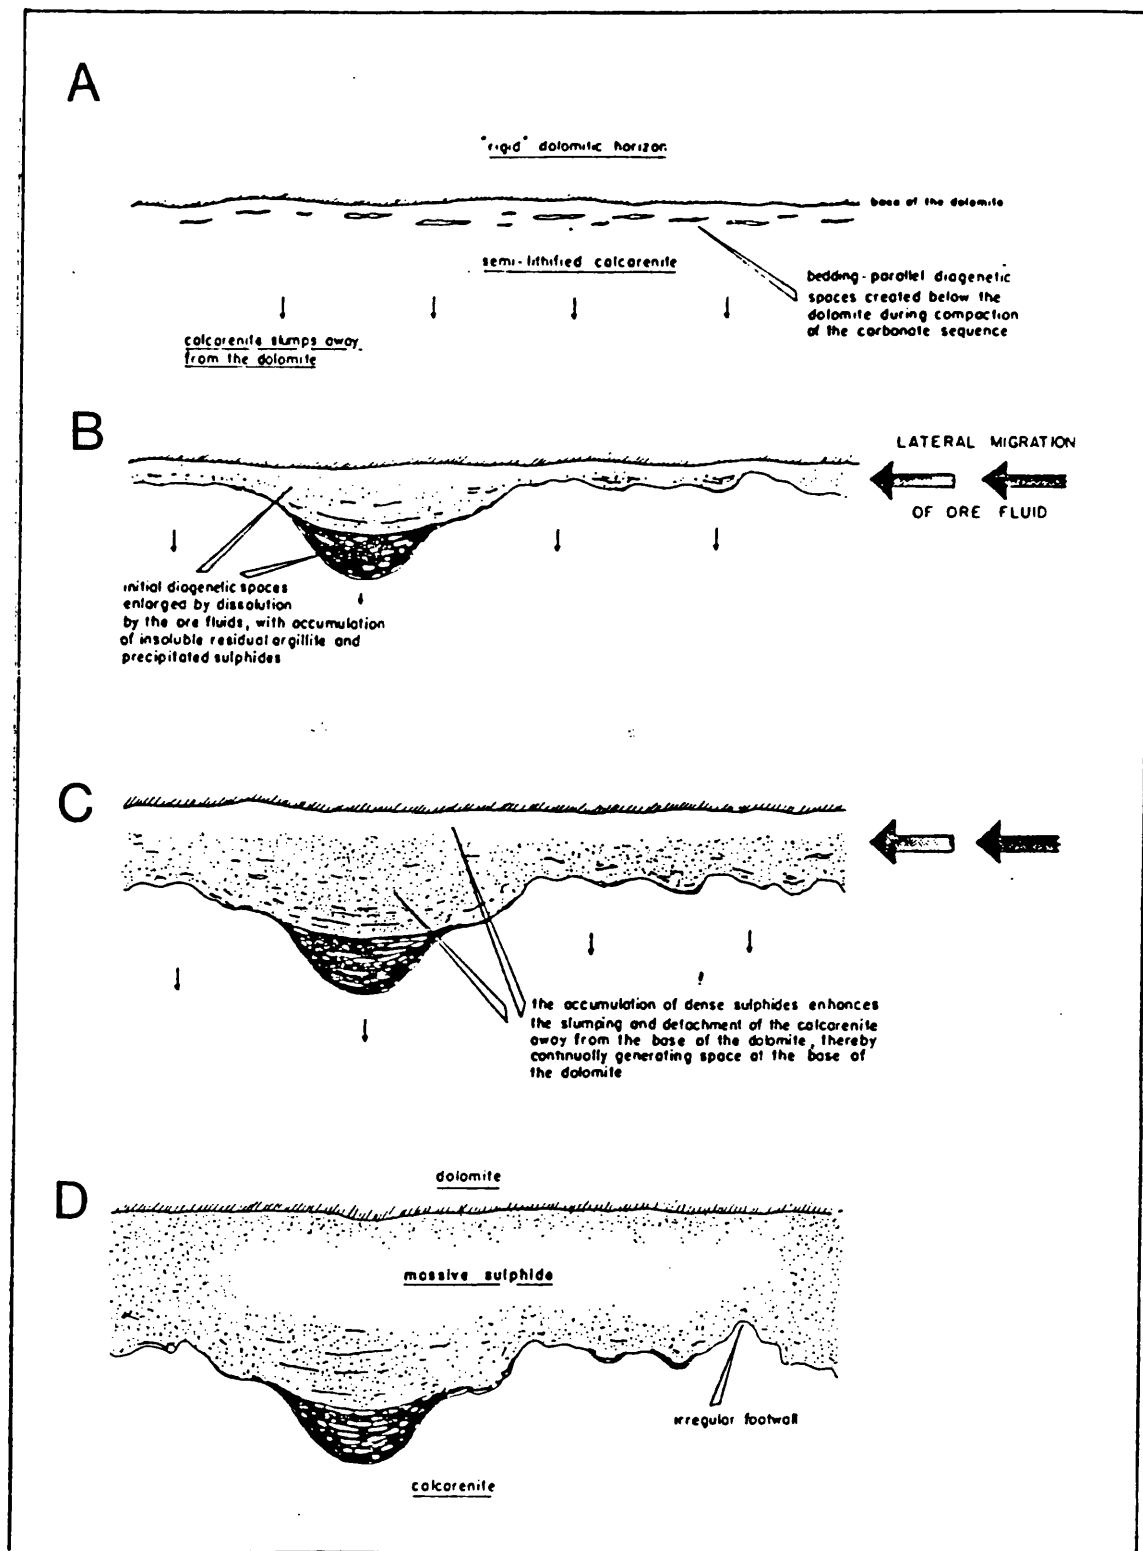 A
"rigid" dolomitic horizon
base of the dolomite
semi-lithified calcarenite
bedding-parallel diagenetic
spaces created below the
dolomite during compaction
of the carbonate sequence
calcarenite slumps away
from the dolomite
B
LATERAL MIGRATION
OF ORE FLUID
initial diagenetic spaces
enlarged by dissolution
by the ore fluids, with accumulation
of insoluble residual argillite and
precipitated sulphides
C
the accumulation of dense sulphides enhances
the slumping and detachment of the calcarenite
away from the base of the dolomite, thereby
continually generating space at the base of
the dolomite
D
dolomite
massive sulphide
irregular footwall
calcarenite